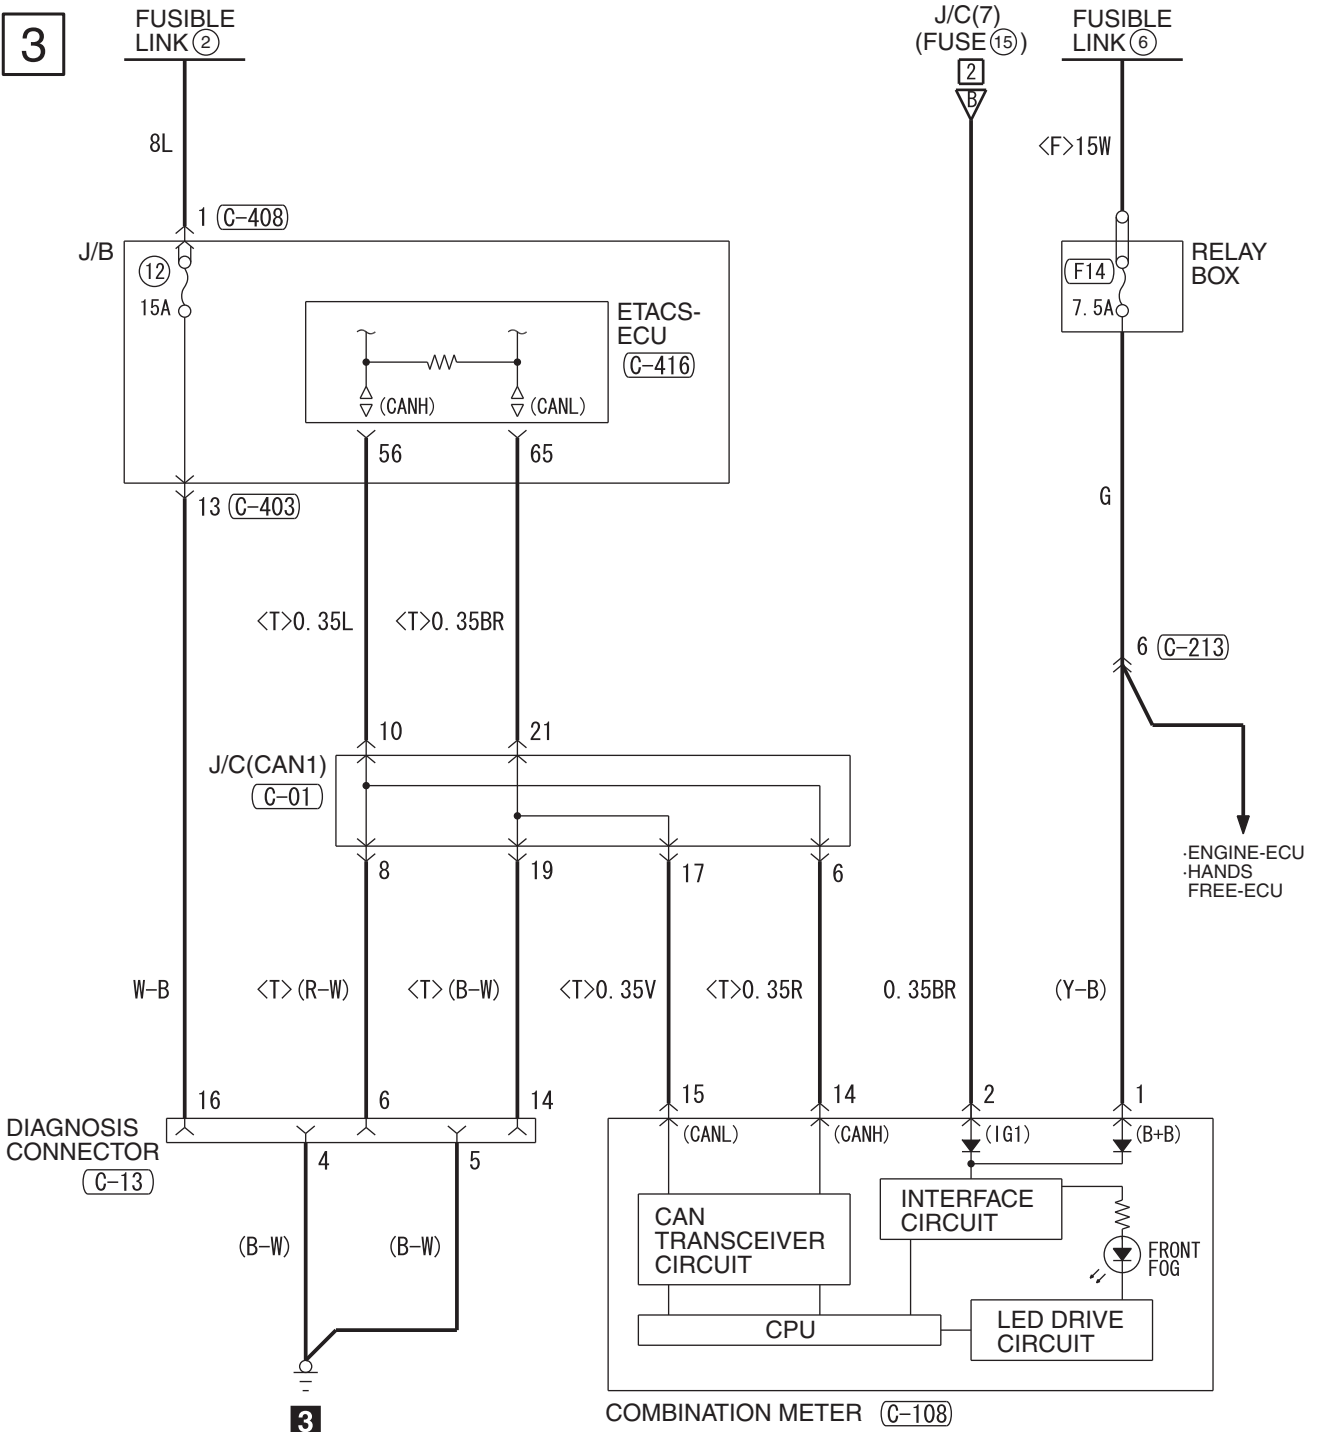 3
FUSIBLE
LINK ②
J/C(7)
(FUSE ⑮)
2
B
FUSIBLE
LINK ⑥
8L
<F>15W
1 (C-408)
J/B
⑫
15A
ETACS-
ECU
(C-416)
(CANH)
(CANL)
56
65
F14
7.5A
RELAY
BOX
13 (C-403)
G
<T>0.35L
<T>0.35BR
6 (C-213)
10
21
J/C(CAN1)
(C-01)
8
19
17
6
·ENGINE-ECU
·HANDS
FREE-ECU
W-B
<T>(R-W)
<T>(B-W)
<T>0.35V
<T>0.35R
0.35BR
(Y-B)
16
6
14
15
14
2
1
DIAGNOSIS
CONNECTOR
(C-13)
4
5
(CANL)
(CANH)
(IG1)
(B+B)
CAN
TRANSCEIVER
CIRCUIT
INTERFACE
CIRCUIT
(B-W)
(B-W)
FRONT
FOG
CPU
LED DRIVE
CIRCUIT
3
COMBINATION METER (C-108)